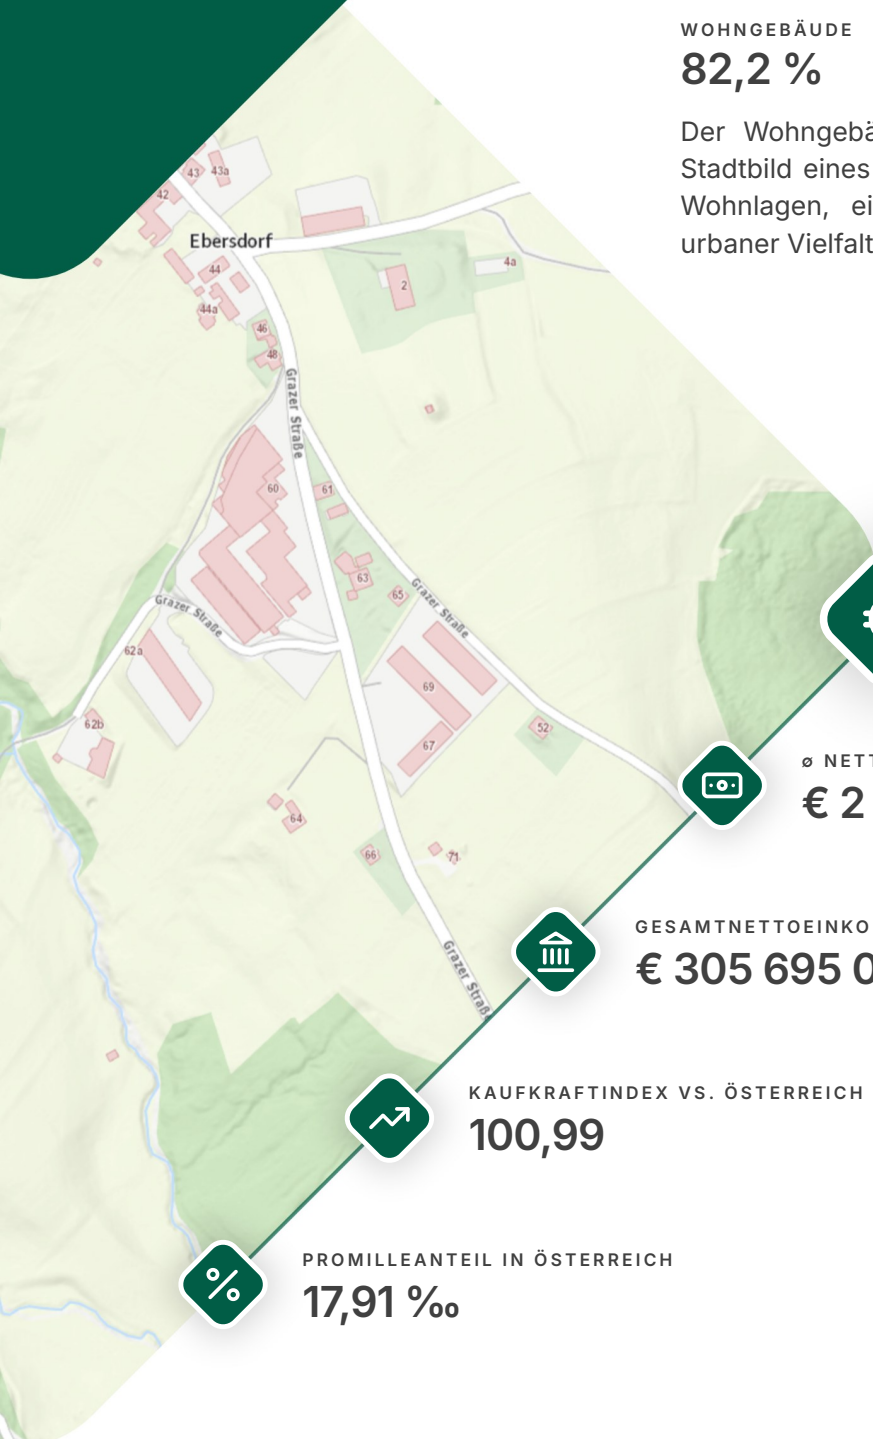 WOHNGEBÄUDE
82,2 %
Der Wohngebä
Stadtbild eines
Wohnlagen, ei
urbaner Vielfalt
43
43a
42
Ebersdorf
44
44a
2
4a
46
48
Grazer Straße
60
61
63
65
Grazer Straße
Grazer Straße
62a
69
67
52
62b
64
66
71
Grazer Straße
ø NETT
€ 2
GESAMTNETTOEINKO
€ 305 695 0
KAUFKRAFTINDEX VS. ÖSTERREICH
100,99
PROMILLEANTEIL IN ÖSTERREICH
17,91 ‰